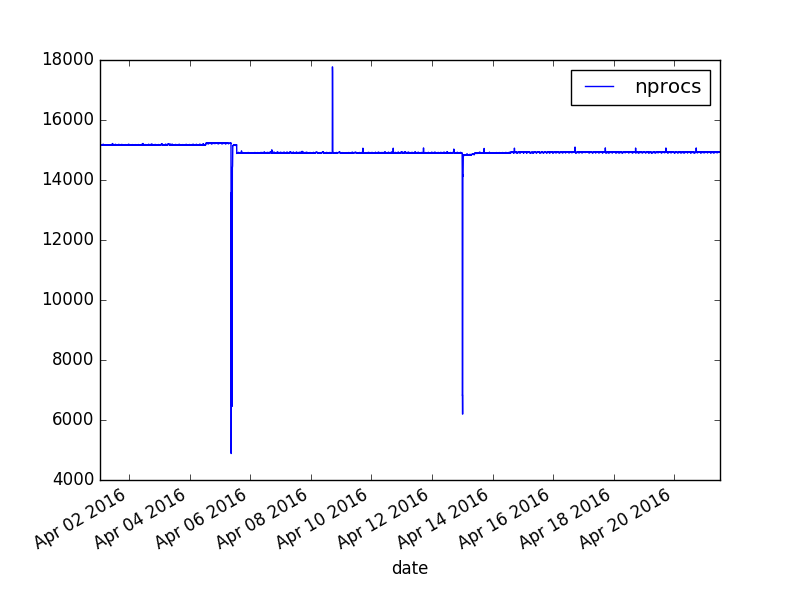 18000
16000
14000
12000
10000
8000
6000
4000
nprocs
Apr 02 2016
Apr 04 2016
Apr 06 2016
Apr 08 2016
Apr 10 2016
Apr 12 2016
Apr 14 2016
Apr 16 2016
Apr 18 2016
Apr 20 2016
date